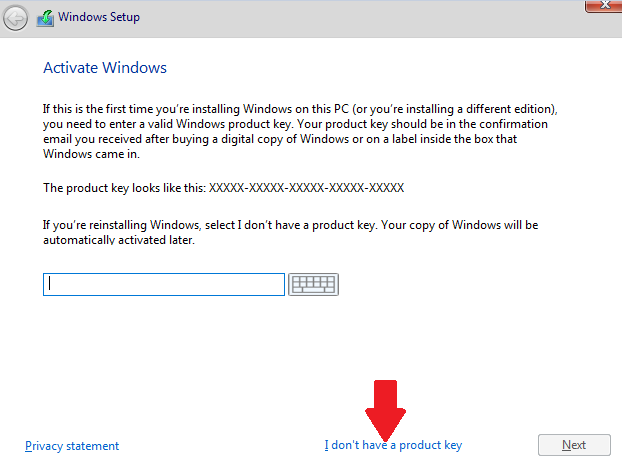 Windows Setup
Activate Windows
If this is the first time you're installing Windows on this PC (or you're installing a different edition),
you need to enter a valid Windows product key. Your product key should be in the confirmation
email you received after buying a digital copy of Windows or on a label inside the box that
Windows came in.
The product key looks like this: XXXXX-XXXXX-XXXXX-XXXXX-XXXXX
If you're reinstalling Windows, select I don't have a product key. Your copy of Windows will be
automatically activated later.
Privacy statement
I don't have a product key
Next